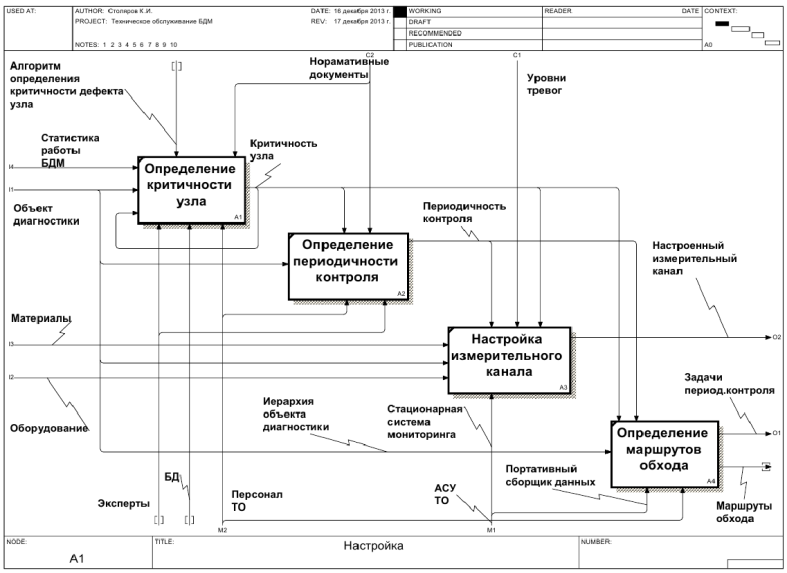 USED AT:
AUTHOR: Столяров К.И.
DATE: 16 декабря 2013 г.
WORKING
READER
DATE
CONTEXT:
PROJECT: Техническое обслуживание БДМ
REV: 17 декабря 2013 г.
DRAFT
RECOMMENDED
NOTES: 1 2 3 4 5 6 7 8 9 10
PUBLICATION
A0
C2
C1
Алгоритм
определения
критичности дефекта
узла
Норамативные
документы
Уровни
тревог
Статистика
работы
БДМ
Критичность
узла
I4
I1
Определение
критичности
узла
A1
Объект
диагностики
Периодичность
контроля
Определение
периодичности
контроля
A2
Настроенный
измерительный
канал
Материалы
I3
I2
Настройка
измерительного
канала
A3
O2
Задачи
период.контроля
Оборудование
Иерархия
объекта
диагностики
Стационарная
система
мониторинга
Определение
маршрутов
обхода
A4
O1
БД
Эксперты
Персонал
ТО
АСУ
ТО
Портативный
сборщик данных
Маршруты
обхода
M2
M1
NODE:
TITLE:
NUMBER:
A1
Настройка